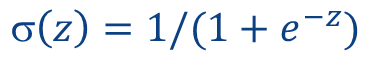 σ(z) = 1/(1 + e⁻ᶻ)